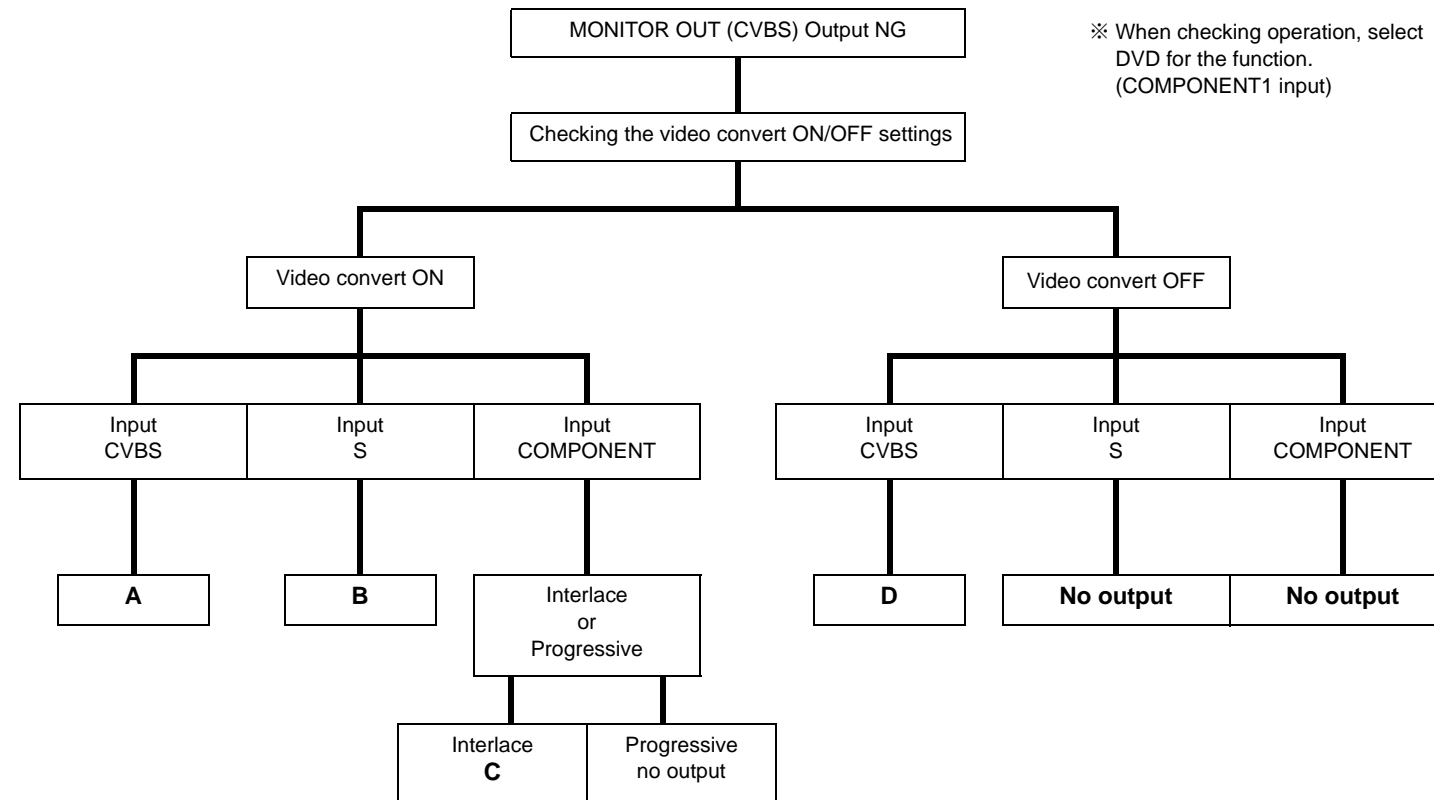 MONITOR OUT (CVBS) Output NG
※ When checking operation, select
DVD for the function.
(COMPONENT1 input)
Checking the video convert ON/OFF settings
Video convert ON
Video convert OFF
Input
CVBS
Input
S
Input
COMPONENT
Input
CVBS
Input
S
Input
COMPONENT
A
B
Interlace
or
Progressive
D
No output
No output
Interlace
C
Progressive
no output